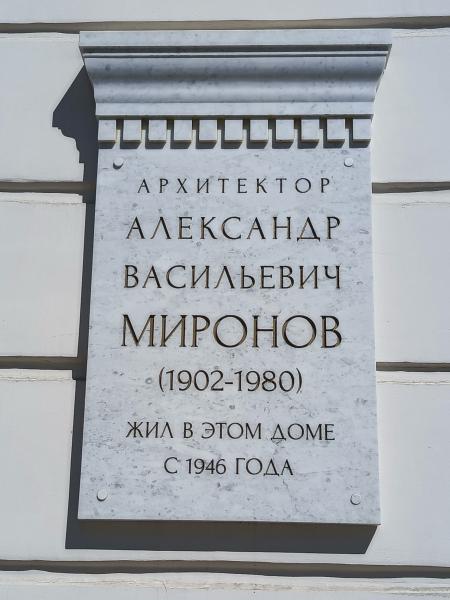 АРХИТЕКТОР
АЛЕКСАНДР
ВАСИЛЬЕВИЧ
МИРОНОВ
(1902-1980)
ЖИЛ В ЭТОМ ДОМЕ
С 1946 ГОДА